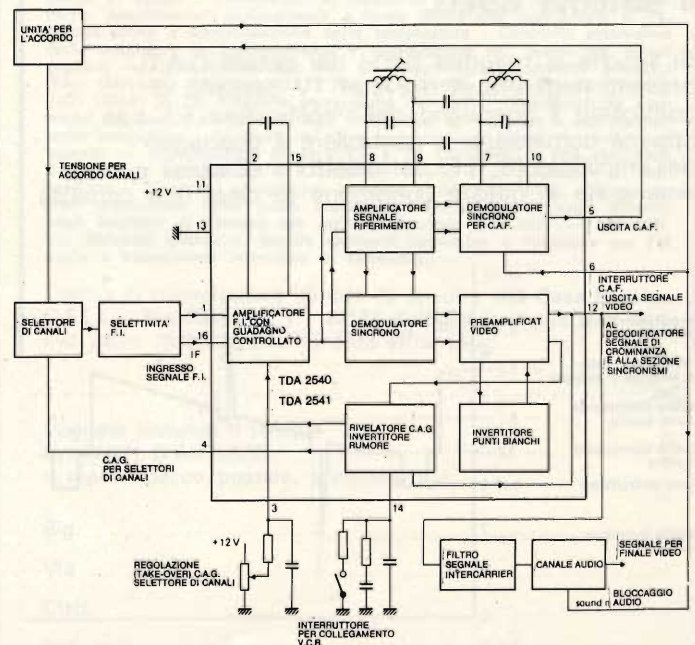 UNITA' PER
L'ACCORDO
TENSIONE PER
ACCORDO CANALI
+12 V
11
13
2
15
8
9
7
10
AMPLIFICATORE
SEGNALE
RIFERIMENTO
DEMODULATORE
SINCRONO
PER C.A.F.
5
USCITA C.A.F.
6
INTERRUTTORE
C.A.F.
USCITA SEGNALE
VIDEO
12
AL
DECODIFICATORE
SEGNALE DI
CROMINANZA
E ALLA SEZIONE
SINCRONISMI
SELETTORE
DI CANALI
SELETTIVITA'
F.I.
1
16
IF
INGRESSO
SEGNALE F.I.
AMPLIFICATORE
F.I. CON
GUADAGNO
CONTROLLATO
DEMODULATORE
SINCRONO
PREAMPLIFICAT
VIDEO
TDA 2540
TDA 2541
RIVELATORE C.A.G
INVERTITORE
RUMORE
INVERTITORE
PUNTI BIANCHI
4
C.A.G.
PER SELETTORI
DI CANALI
3
14
+12 V
REGOLAZIONE
(TAKE-OVER) C.A.G.
SELETTORE DI CANALI
INTERRUTTORE
PER COLLEGAMENTO
V.C.R.
FILTRO
SEGNALE
INTERCARRIER
CANALE AUDIO
SEGNALE PER
FINALE VIDEO
BLOCCAGGIO
AUDIO
sound